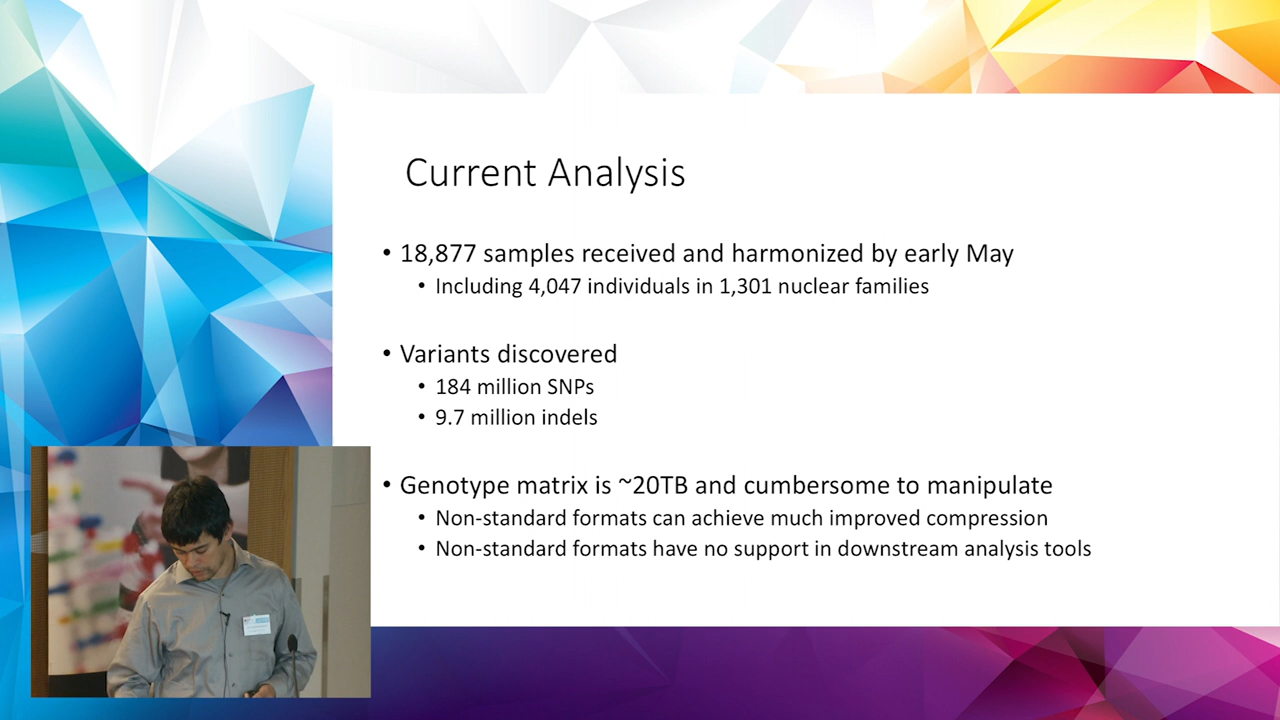 Current Analysis
• 18,877 samples received and harmonized by early May
• Including 4,047 individuals in 1,301 nuclear families
• Variants discovered
• 184 million SNPs
• 9.7 million indels
• Genotype matrix is ~20TB and cumbersome to manipulate
• Non-standard formats can achieve much improved compression
• Non-standard formats have no support in downstream analysis tools